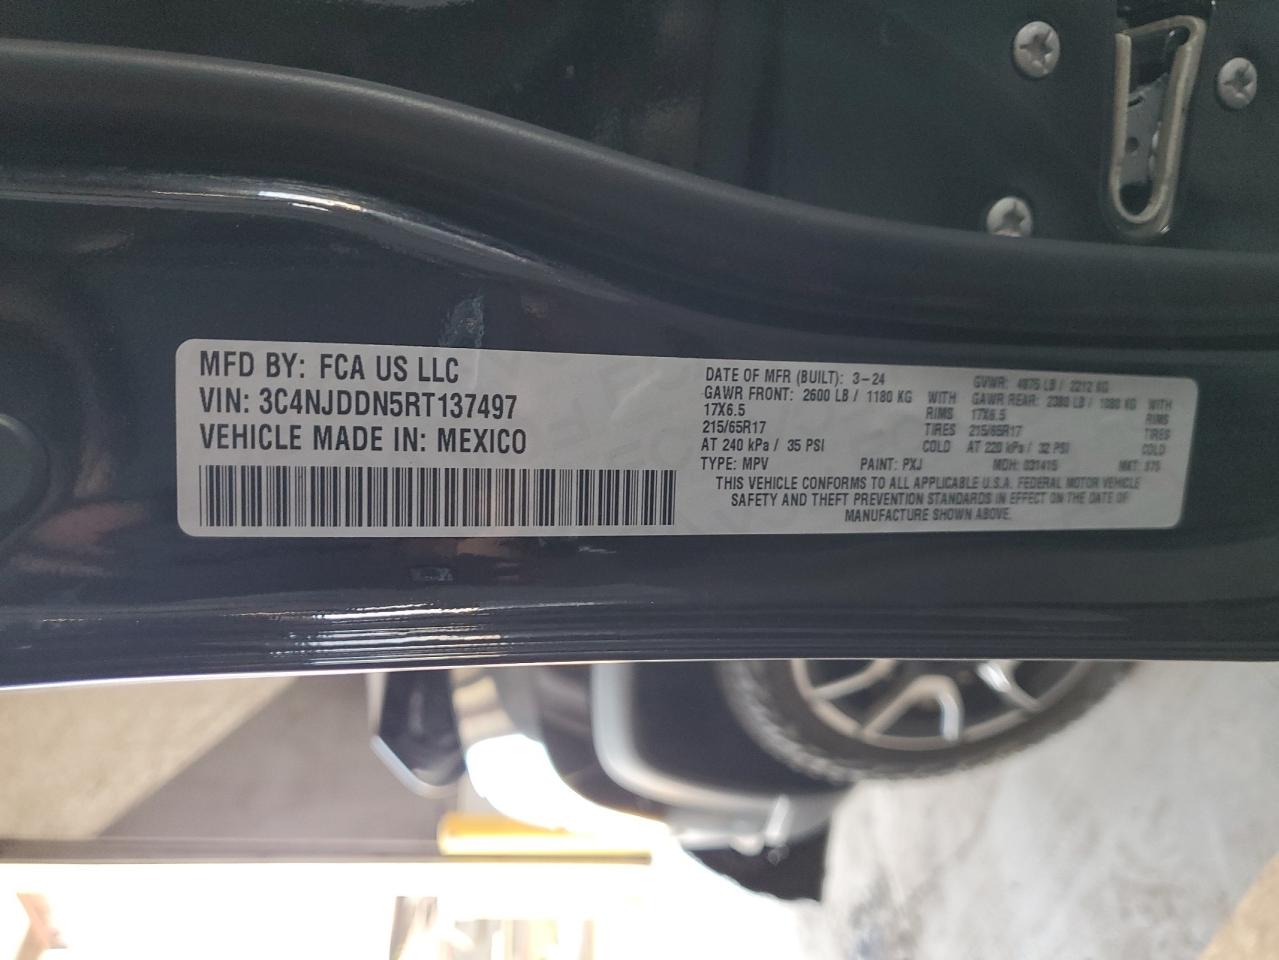 MFD BY: FCA US LLC
VIN: 3C4NJDDN5RT137497
VEHICLE MADE IN: MEXICO
DATE OF MFR (BUILT): 3-24 GVWR: 4875 LB / 2212 KG
GAWR FRONT: 2600 LB / 1180 KG WITH GAWR REAR: 2380 LB / 1080 KG WITH
17X6.5 RIMS 17X6.5 RIMS
215/65R17 TIRES 215/65R17 TIRES
AT 240 kPa / 35 PSI COLD AT 220 kPa / 32 PSI COLD
TYPE: MPV PAINT: PXJ MDH: 031415 MKT:
THIS VEHICLE CONFORMS TO ALL APPLICABLE U.S.A. FEDERAL MOTOR VEHICLE
SAFETY AND THEFT PREVENTION STANDARDS IN EFFECT ON THE DATE OF
MANUFACTURE SHOWN ABOVE.